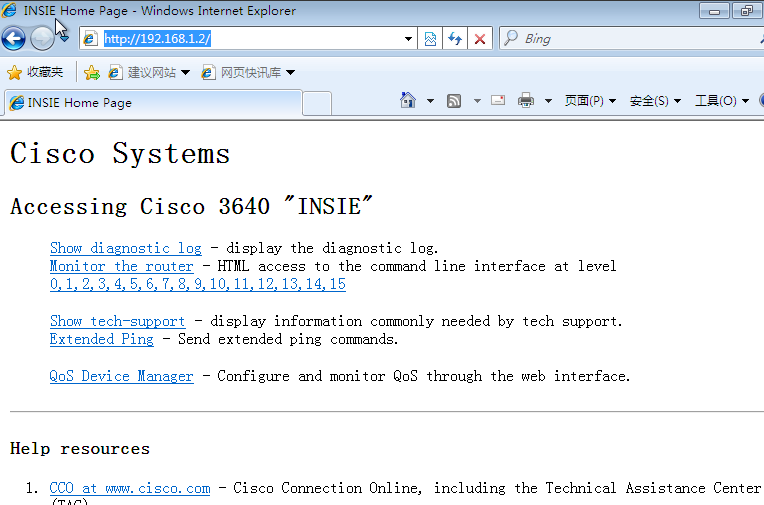 INSIE Home Page - Windows Internet Explorer
http://192.168.1.2/
Bing
收藏夹 建议网站 网页快讯库
INSIE Home Page 页面(P) 安全(S) 工具(O)
Cisco Systems
Accessing Cisco 3640 "INSIE"
Show diagnostic log - display the diagnostic log.
Monitor the router - HTML access to the command line interface at level
0,1,2,3,4,5,6,7,8,9,10,11,12,13,14,15
Show tech-support - display information commonly needed by tech support.
Extended Ping - Send extended ping commands.
QoS Device Manager - Configure and monitor QoS through the web interface.
Help resources
1. CCO at www.cisco.com - Cisco Connection Online, including the Technical Assistance Center
(TAC)